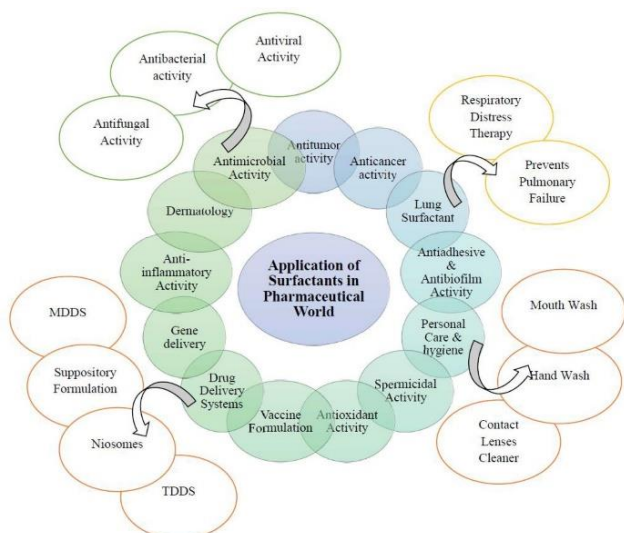 Antiviral
Activity
Antibacterial
activity
Antifungal
Activity
Respiratory
Distress
Therapy
Prevents
Pulmonary
Failure
Antitumor
activity
Anticancer
activity
Antimicrobial
Activity
Lung
Surfactant
Dermatology
Antiadhesive &
Antibiofilm
Activity
Anti-
inflammatory
Activity
Application of
Surfactants in
Pharmaceutical
World
Mouth Wash
MDDS
Gene
delivery
Personal
Care &
hygiene
Hand Wash
Suppository
Formulation
Drug
Delivery
Systems
Spermicidal
Activity
Vaccine
Formulation
Antioxidant
Activity
Contact
Lenses
Cleaner
Niosomes
TDDS